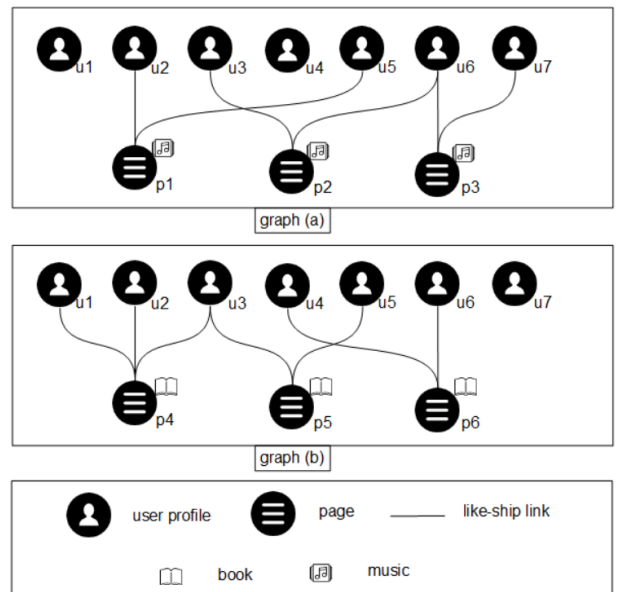 u1 u2 u3 u4 u5 u6 u7
p1 p2 p3
graph (a)
u1 u2 u3 u4 u5 u6 u7
p4 p5 p6
graph (b)
user profile page like-ship link
book music